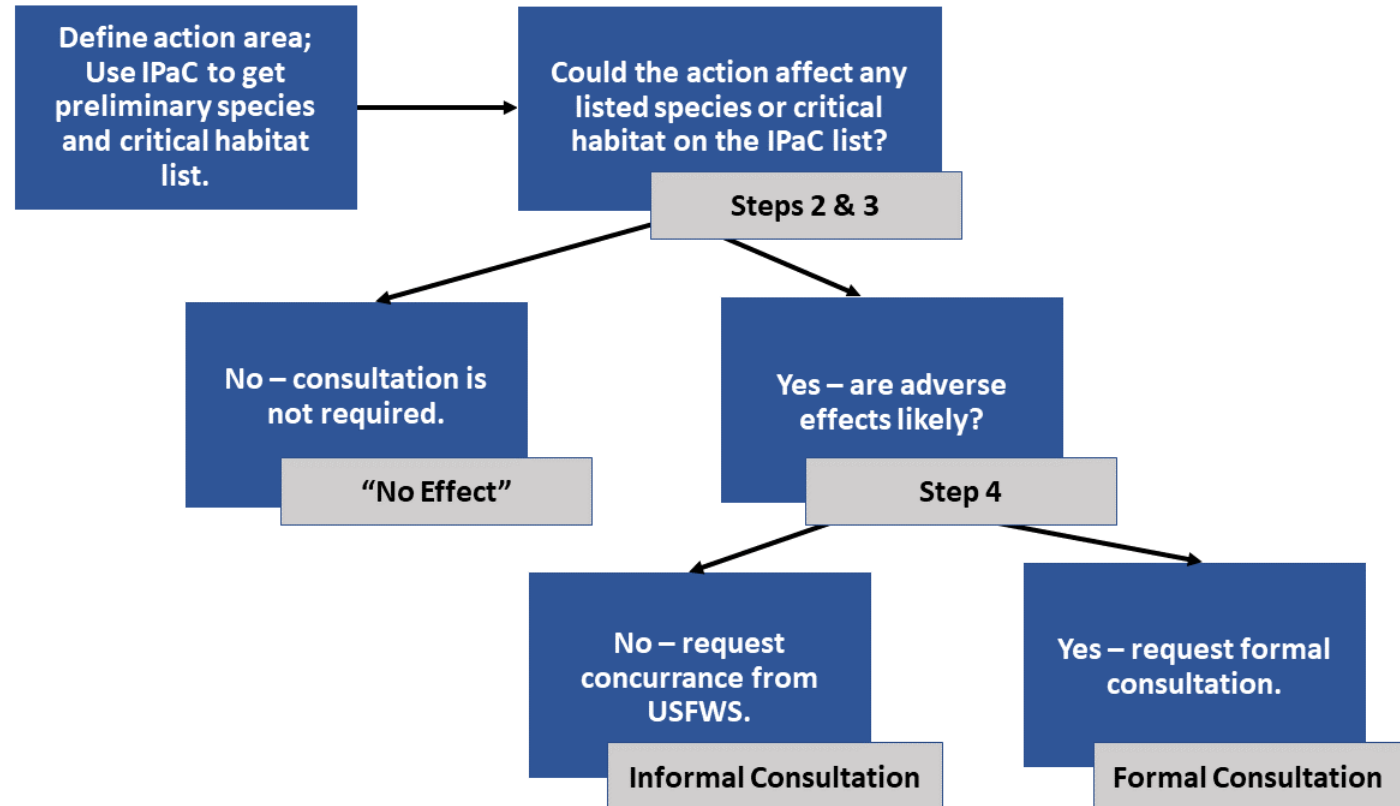 Define action area;
Use IPaC to get
preliminary species
and critical habitat
list.
Could the action affect any
listed species or critical
habitat on the IPaC list?
Steps 2 & 3
No – consultation is
not required.
“No Effect”
Yes – are adverse
effects likely?
Step 4
No – request
concurrance from
USFWS.
Informal Consultation
Yes – request formal
consultation.
Formal Consultation